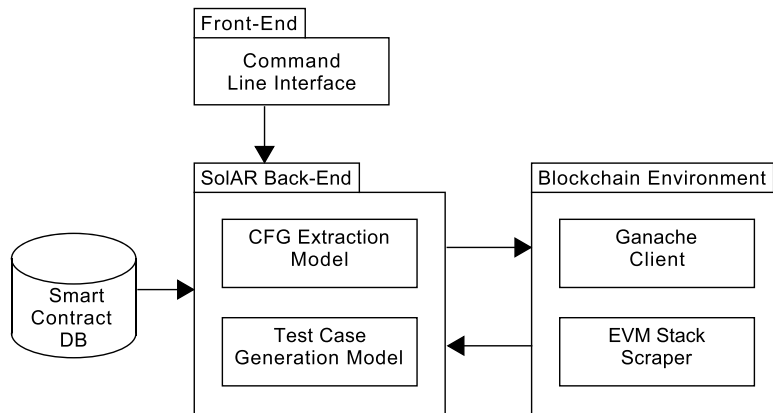 Front-End
Command
Line Interface
SolAR Back-End
Blockchain Environment
CFG Extraction
Model
Ganache
Client
Smart
Contract
DB
Test Case
Generation Model
EVM Stack
Scraper